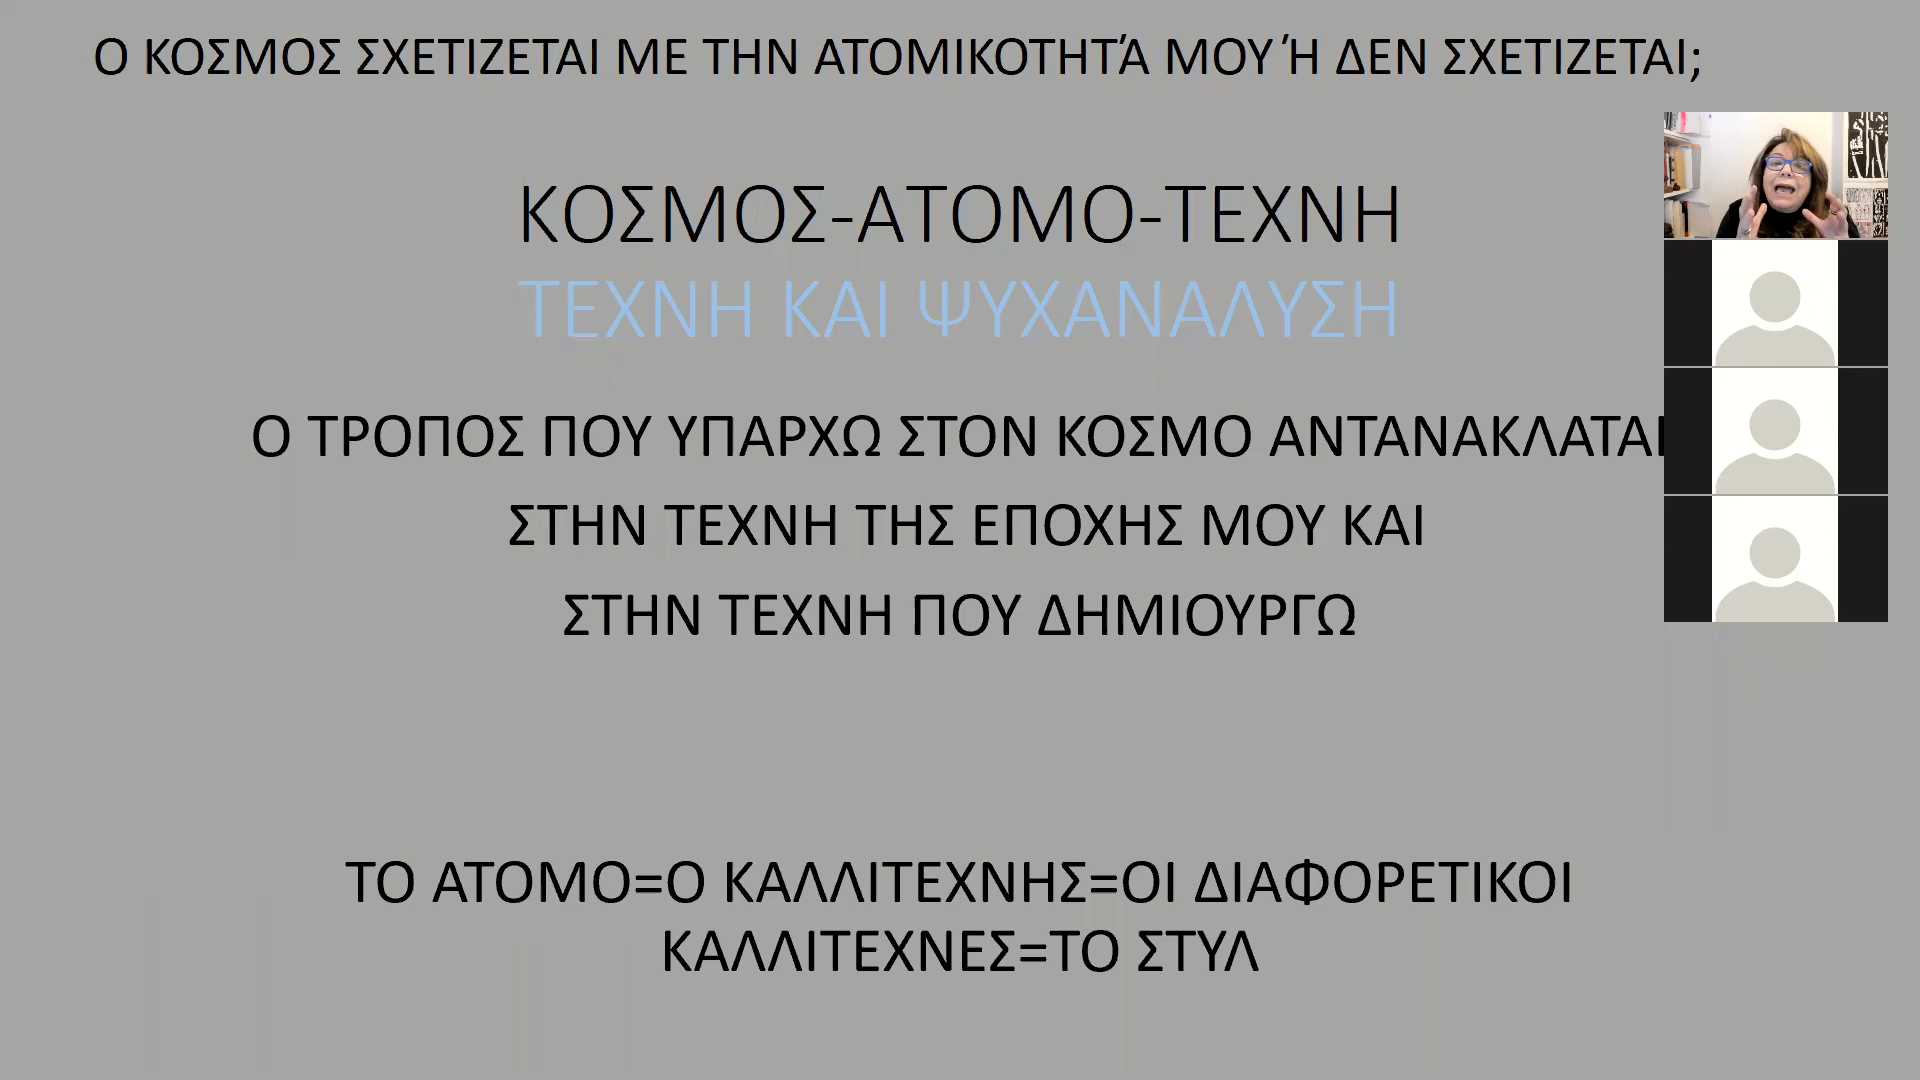 Ο ΚΟΣΜΟΣ ΣΧΕΤΙΖΕΤΑΙ ΜΕ ΤΗΝ ΑΤΟΜΙΚΟΤΗΤΆ ΜΟΥ Ή ΔΕΝ ΣΧΕΤΙΖΕΤΑΙ;
ΚΟΣΜΟΣ-ΑΤΟΜΟ-ΤΕΧΝΗ
ΤΕΧΝΗ ΚΑΙ ΨΥΧΑΝΑΛΥΣΗ
Ο ΤΡΟΠΟΣ ΠΟΥ ΥΠΑΡΧΩ ΣΤΟΝ ΚΟΣΜΟ ΑΝΤΑΝΑΚΛΑΤΑΙ
ΣΤΗΝ ΤΕΧΝΗ ΤΗΣ ΕΠΟΧΗΣ ΜΟΥ ΚΑΙ
ΣΤΗΝ ΤΕΧΝΗ ΠΟΥ ΔΗΜΙΟΥΡΓΩ
ΤΟ ΑΤΟΜΟ=Ο ΚΑΛΛΙΤΕΧΝΗΣ=ΟΙ ΔΙΑΦΟΡΕΤΙΚΟΙ
ΚΑΛΛΙΤΕΧΝΕΣ=ΤΟ ΣΤΥΛ